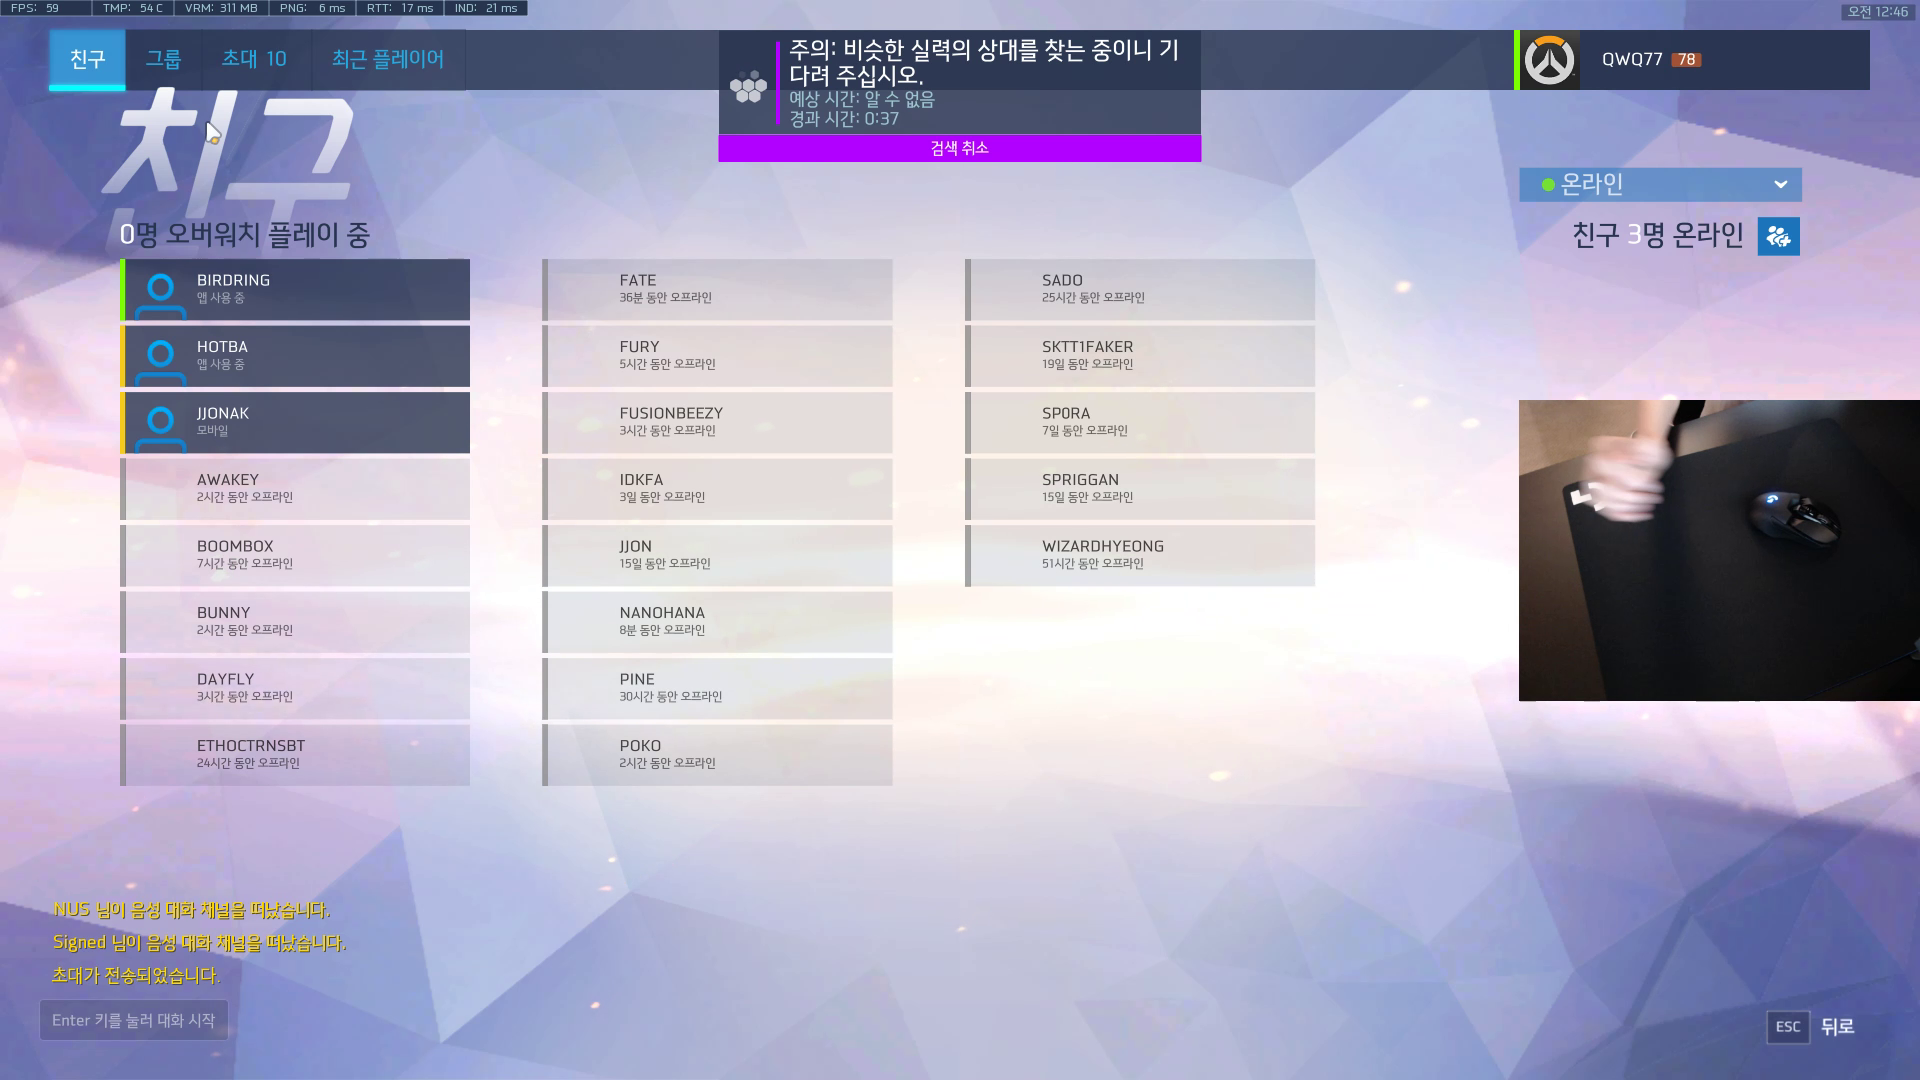 FPS: 59 TMP: 54 C VRM: 311 MB PNG: 6 ms RTT: 17 ms IND: 21 ms
오전 12:46
친구 그룹 초대 10 최근 플레이어
주의: 비슷한 실력의 상대를 찾는 중이니 기
다려 주십시오.
예상 시간: 알 수 없음
경과 시간: 0:37
검색 취소
QWQ77 78
친구
온라인
0명 오버워치 플레이 중
친구 3명 온라인
BIRDRING
앱 사용 중
HOTBA
앱 사용 중
JJONAK
모바일
AWAKEY
2시간 동안 오프라인
BOOMBOX
7시간 동안 오프라인
BUNNY
2시간 동안 오프라인
DAYFLY
3시간 동안 오프라인
ETHOCTRNSBT
24시간 동안 오프라인
FATE
36분 동안 오프라인
FURY
5시간 동안 오프라인
FUSIONBEEZY
3시간 동안 오프라인
IDKFA
3일 동안 오프라인
JJON
15일 동안 오프라인
NANOHANA
8분 동안 오프라인
PINE
30시간 동안 오프라인
POKO
2시간 동안 오프라인
SADO
25시간 동안 오프라인
SKTT1FAKER
19일 동안 오프라인
SP0RA
7일 동안 오프라인
SPRIGGAN
15일 동안 오프라인
WIZARDHYEONG
51시간 동안 오프라인
NUS 님이 음성 대화 채널을 떠났습니다.
Signed 님이 음성 대화 채널을 떠났습니다.
초대가 전송되었습니다.
Enter 키를 눌러 대화 시작
ESC 뒤로